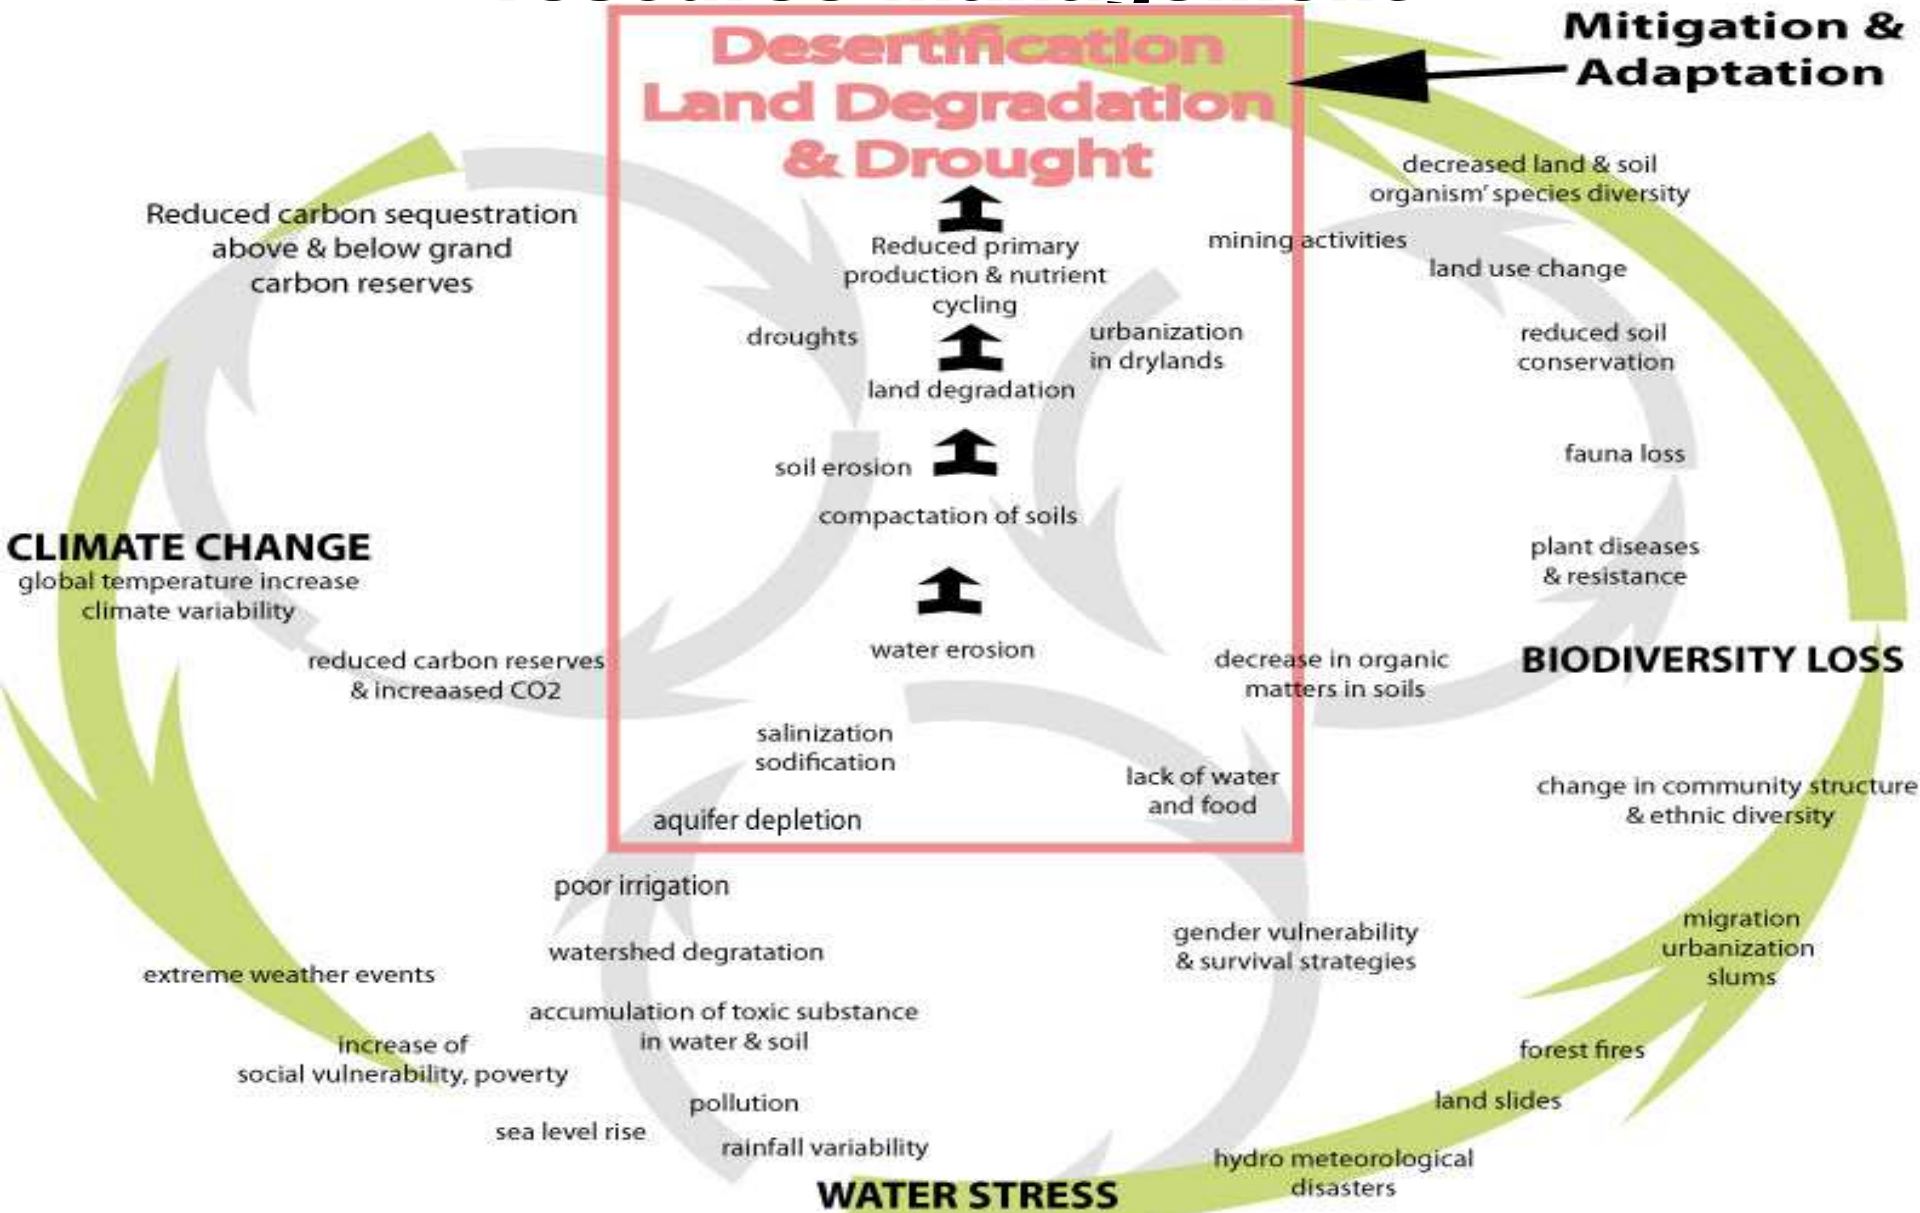 Desertification
Land Degradation
& Drought
Mitigation &
Adaptation
decreased land & soil
organism' species diversity
Reduced carbon sequestration
above & below grand
carbon reserves
Reduced primary
production & nutrient
cycling
mining activities
land use change
droughts
urbanization
in drylands
reduced soil
conservation
land degradation
soil erosion
fauna loss
compactation of soils
CLIMATE CHANGE
global temperature increase
climate variability
plant diseases
& resistance
water erosion
reduced carbon reserves
& increaased CO2
decrease in organic
matters in soils
BIODIVERSITY LOSS
salinization
sodification
lack of water
and food
change in community structure
& ethnic diversity
aquifer depletion
poor irrigation
watershed degratation
gender vulnerability
& survival strategies
migration
urbanization
slums
extreme weather events
accumulation of toxic substance
in water & soil
increase of
social vulnerability, poverty
forest fires
pollution
land slides
sea level rise
rainfall variability
hydro meteorological
disasters
WATER STRESS